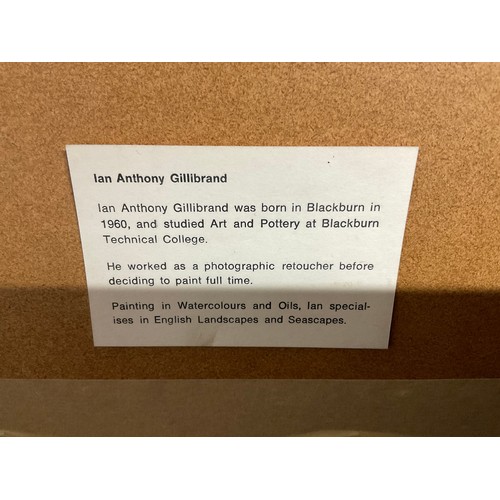 Ian Anthony Gillibrand
Ian Anthony Gillibrand was born in Blackburn in
1960, and studied Art and Pottery at Blackburn
Technical College.
He worked as a photographic retoucher before
deciding to paint full time.
Painting in Watercolours and Oils, Ian special-
ises in English Landscapes and Seascapes.